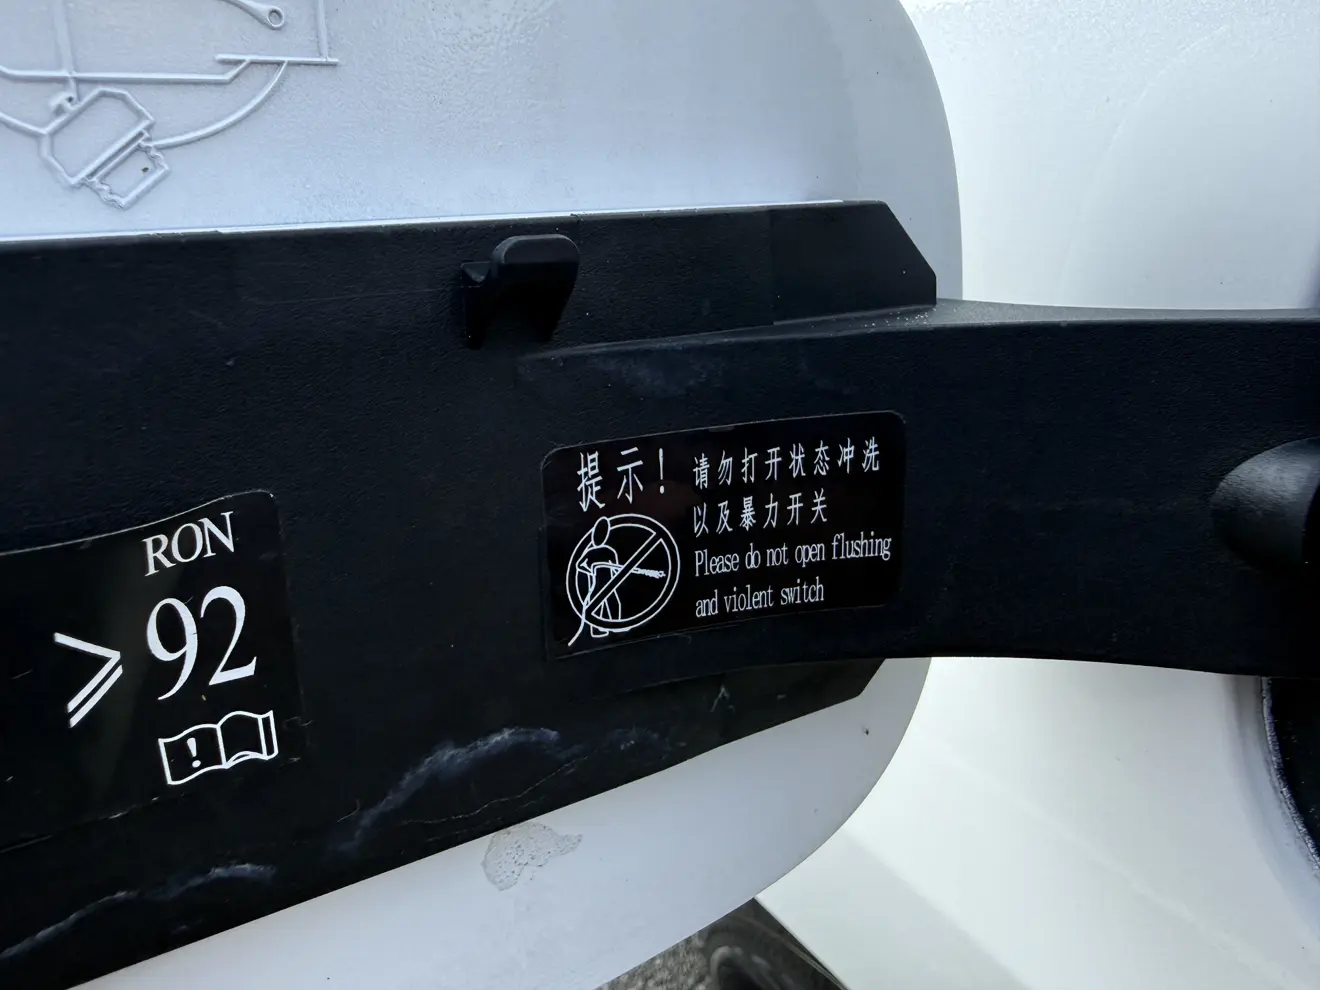 RON
≥ 92
提示！
请勿打开状态冲洗
以及暴力开关
Please do not open flushing
and violent switch